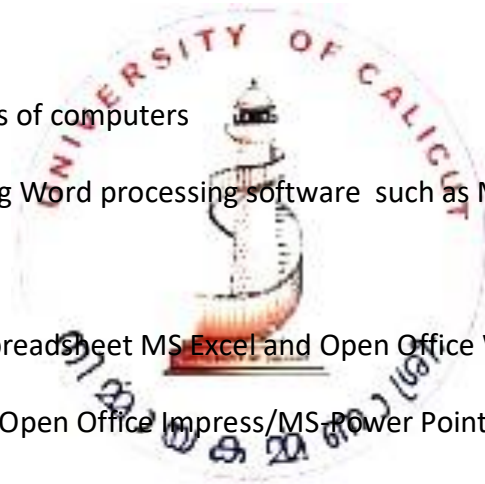 UNIVERSITY OF CALICUT
s of computers
g Word processing software such as
preadsheet MS Excel and Open Office
Open Office Impress/MS-Power Point